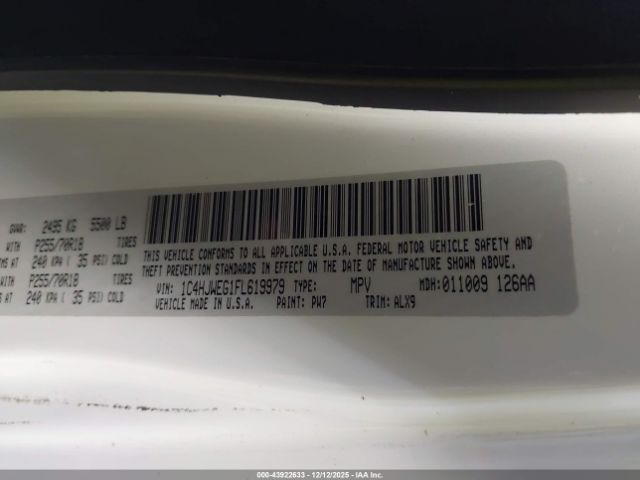 GVWR: 2495 KG 5500 LB
WITH P255/70R18 TIRES
MS AT 240 KPA ( 35 PSI) COLD
WITH P255/70R18 TIRES
AT 240 KPA ( 35 PSI) COLD
THIS VEHICLE CONFORMS TO ALL APPLICABLE U.S.A. FEDERAL MOTOR VEHICLE SAFETY AND
THEFT PREVENTION STANDARDS IN EFFECT ON THE DATE OF MANUFACTURE SHOWN ABOVE.
VIN: 1C4HJWEG1FL619979 TYPE: MPV MDH: 011009 126AA
VEHICLE MADE IN U.S.A. PAINT: PW7 TRIM: ALX9
000-43922633 - 12/12/2025 - IAA Inc.